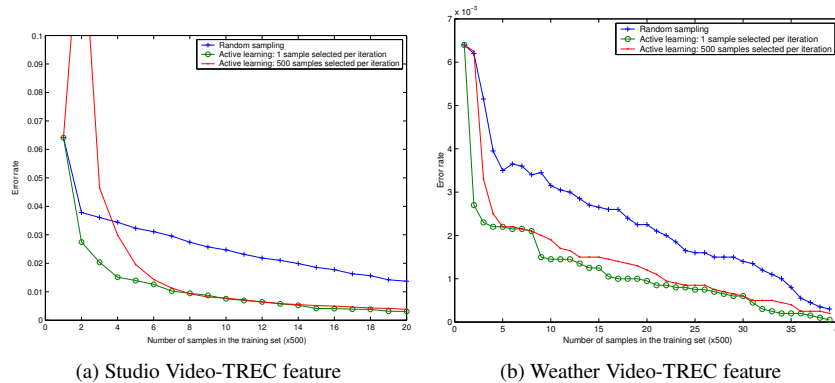 0.1
0.09
0.08
0.07
0.06
0.05
0.04
0.03
0.02
0.01
0
Error rate
Random sampling
Active learning: 1 sample selected per iteration
Active learning: 500 samples selected per iteration
0 2 4 6 8 10 12 14 16 18 20
Number of samples in the training set (x500)
(a) Studio Video-TREC feature
x 10⁻³
7
6
5
4
3
2
1
0
Error rate
Random sampling
Active learning: 1 sample selected per iteration
Active learning: 500 samples selected per iteration
0 5 10 15 20 25 30 35
Number of samples in the training set (x500)
(b) Weather Video-TREC feature